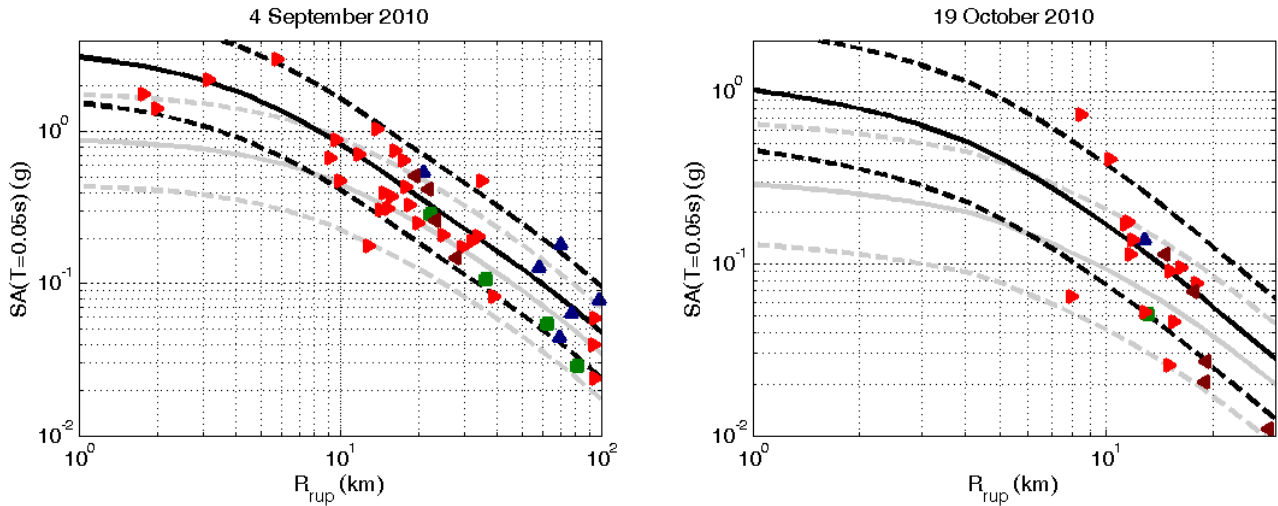 4 September 2010
SA(T=0.05s) (g)
10^0
10^-1
10^-2
10^0
10^1
10^2
R_rup (km)
19 October 2010
SA(T=0.05s) (g)
10^0
10^-1
10^-2
10^0
10^1
R_rup (km)